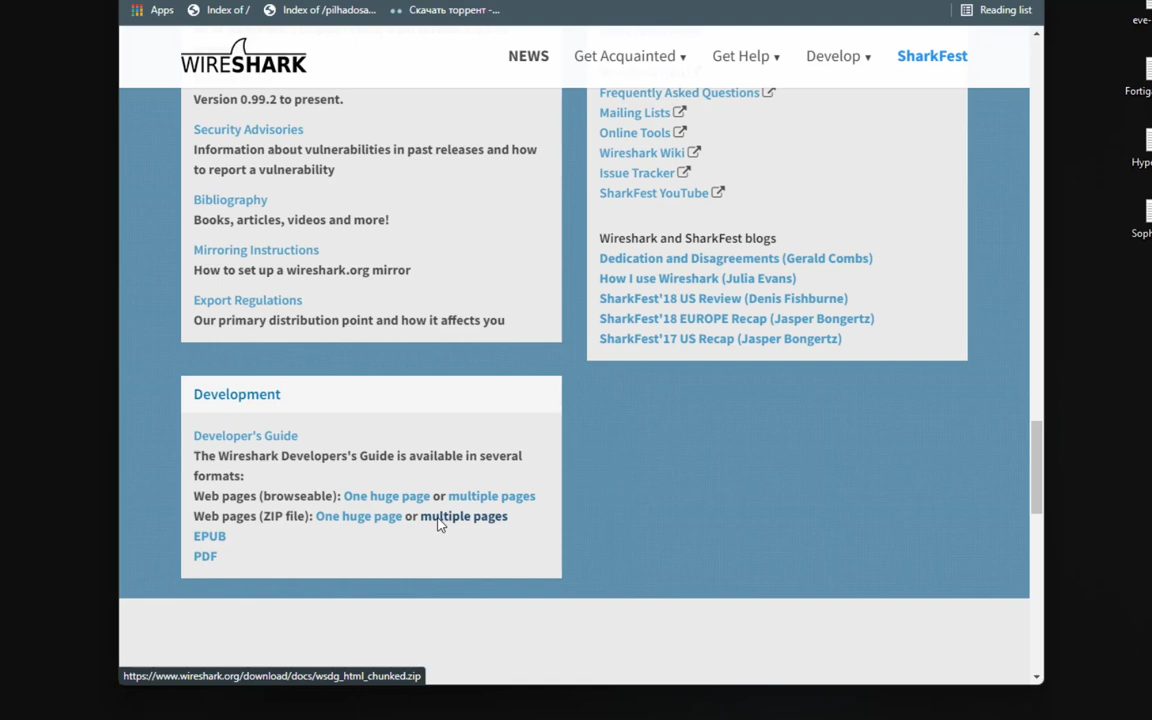 Apps
Index of /
Index of /pilhadosa...
Скачать торрент -...
Reading list
WIRESHARK
NEWS
Get Acquainted
Get Help
Develop
SharkFest
Version 0.99.2 to present.
Security Advisories
Information about vulnerabilities in past releases and how
to report a vulnerability
Bibliography
Books, articles, videos and more!
Mirroring Instructions
How to set up a wireshark.org mirror
Export Regulations
Our primary distribution point and how it affects you
Frequently Asked Questions
Mailing Lists
Online Tools
Wireshark Wiki
Issue Tracker
SharkFest YouTube
Wireshark and SharkFest blogs
Dedication and Disagreements (Gerald Combs)
How I use Wireshark (Julia Evans)
SharkFest'18 US Review (Denis Fishburne)
SharkFest'18 EUROPE Recap (Jasper Bongertz)
SharkFest'17 US Recap (Jasper Bongertz)
Development
Developer's Guide
The Wireshark Developers's Guide is available in several
formats:
Web pages (browseable): One huge page or multiple pages
Web pages (ZIP file): One huge page or multiple pages
EPUB
PDF
https://www.wireshark.org/download/docs/wsdg_html_chunked.zip
eve-
Fortiga
Hype
Soph